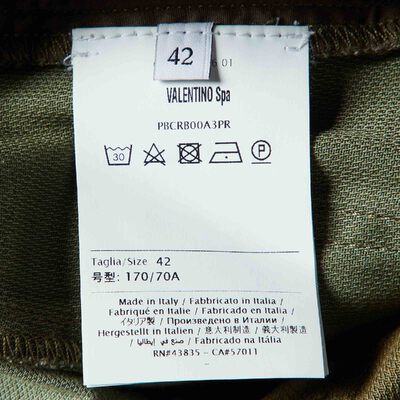 42
6 01
VALENTINO Spa
PBCRB00A3PR
30
P
Taglia/Size 42
号型: 170/70A
Made in Italy / Fabbricato in Italia /
Fabriqué en Italie / Fabricado en Italia /
Fabricado na Itália /
イタリア製 / Произведено в Италии /
Hergestellt in Italien / 意大利制造 / 義大利製造
صنع في إيطاليا /
RN#43835 – CA#57011